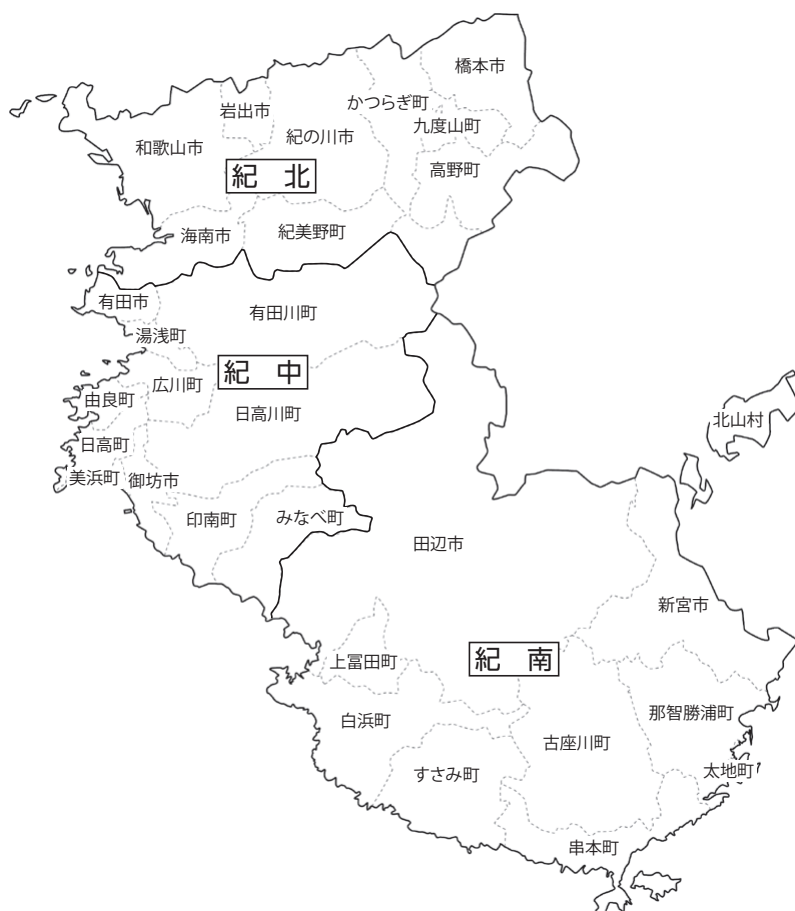 橋本市
かつらぎ町
岩出市
九度山町
紀の川市
和歌山市
高野町
紀 北
海南市
紀美野町
有田市
有田川町
湯浅町
紀 中
広川町
由良町
日高川町
北山村
日高町
美浜町
御坊市
印南町
みなべ町
田辺市
新宮市
上富田町
紀 南
那智勝浦町
白浜町
古座川町
すさみ町
太地町
串本町